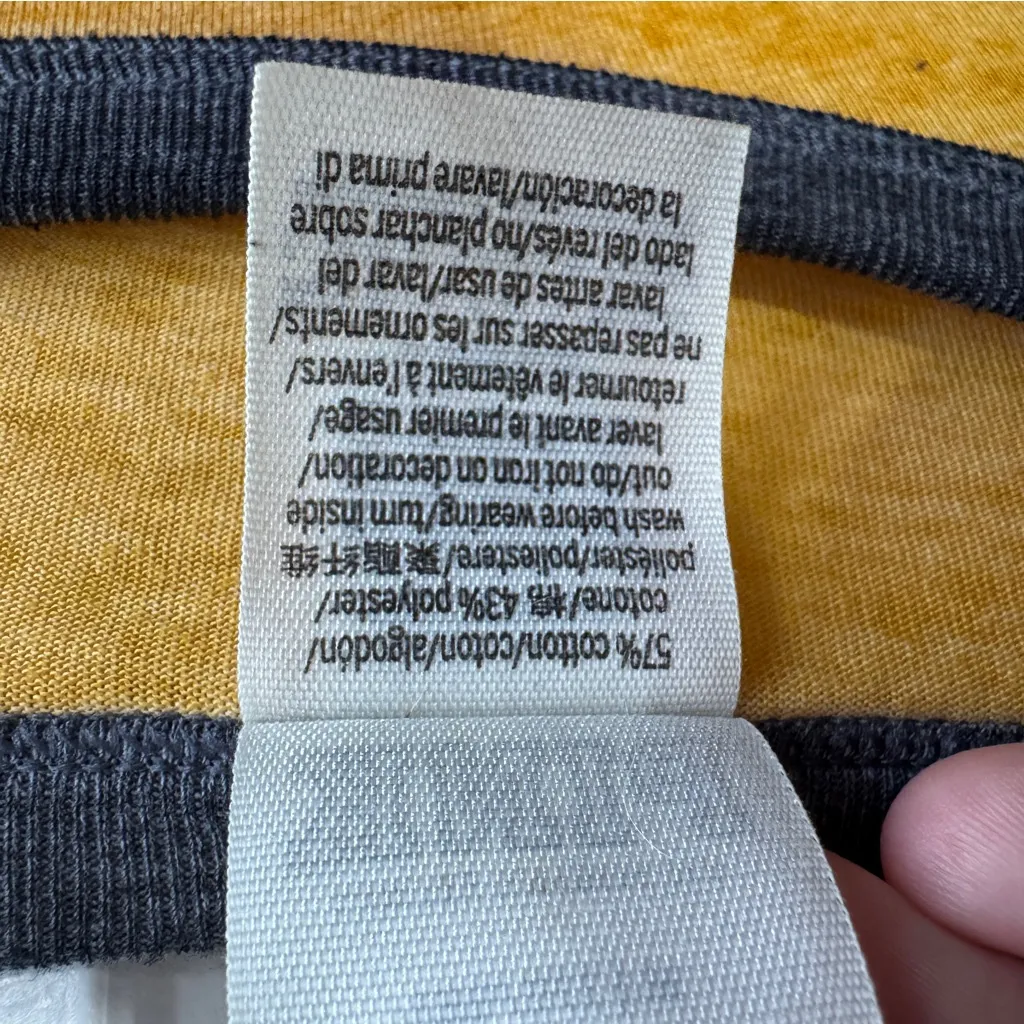 57% cotton/coton/algodón/
cotone/棉 43% polyester/
poliéster/poliestere/聚酯纤维
wash before wearing/turn inside
out/do not iron on decoration/
laver avant le premier usage/
retourner le vêtement à l'envers/
ne pas repasser sur les ornements/
lavar antes de usar/lavar del
lado del revés/no planchar sobre
la decoración/lavare prima di